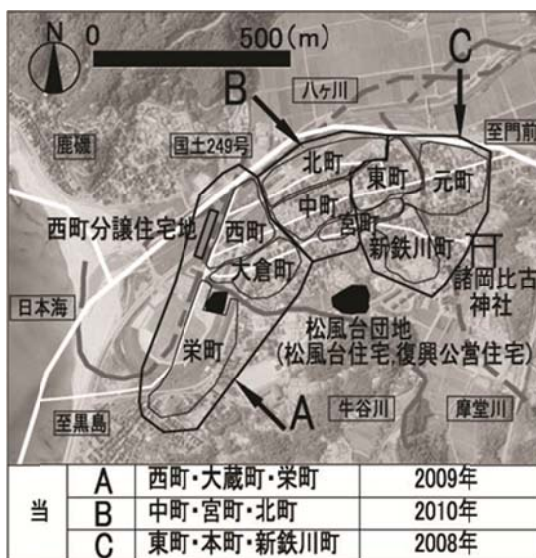 N
0 500(m)
C
B
八ヶ川
至門前
国土249号
鹿磯
北町
東町
元町
中町
宮町
西町
西町分譲住宅地
新鉄川町
大倉町
諸岡比古
神社
日本海
松風台団地
(松風台住宅,復興公営住宅)
栄町
至黒島
A
牛谷川
摩堂川
当
A 西町・大蔵町・栄町 2009年
B 中町・宮町・北町 2010年
C 東町・本町・新鉄川町 2008年